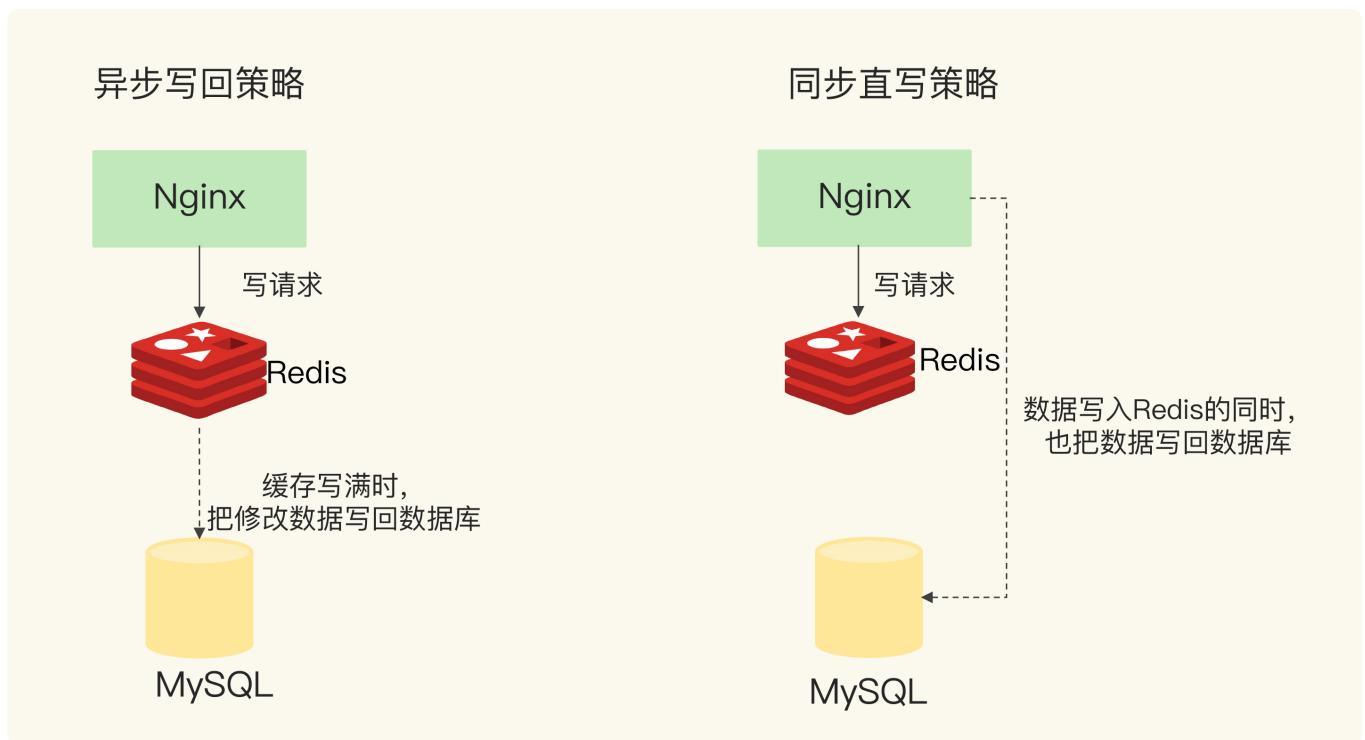 异步写回策略
Nginx
写请求
Redis
缓存写满时，
把修改数据写回数据库
MySQL
同步直写策略
Nginx
写请求
Redis
数据写入Redis的同时，
也把数据写回数据库
MySQL